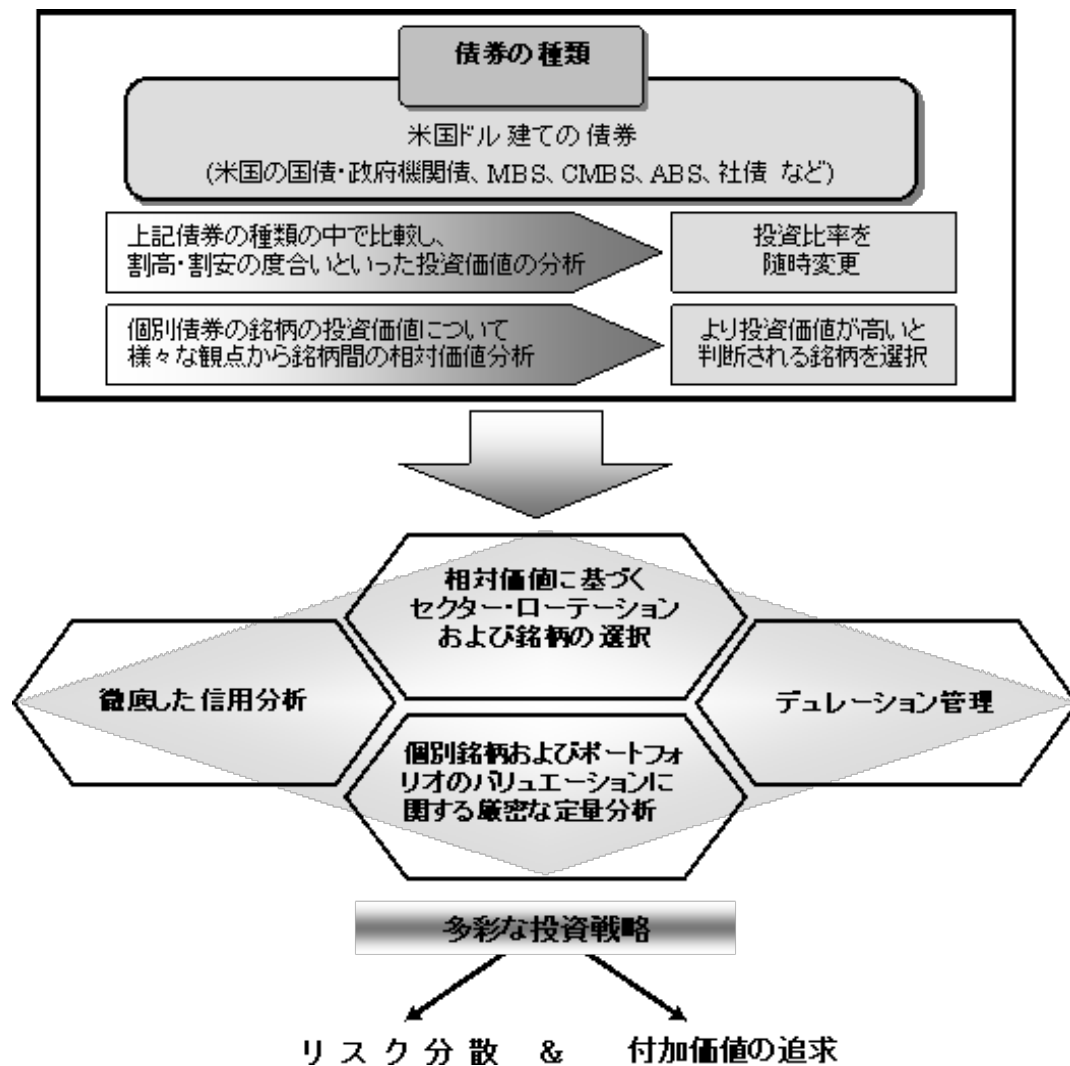 債券の種類
米国ドル建ての債券
(米国の国債・政府機関債、MBS、CMBS、ABS、社債 など)
上記債券の種類の中で比較し、
割高・割安の度合いといった投資価値の分析
投資比率を
随時変更
個別債券の銘柄の投資価値について
様々な観点から銘柄間の相対価値分析
より投資価値が高いと
判断される銘柄を選択
相対価値に基づく
セクター・ローテーション
および銘柄の選択
徹底した信用分析
デュレーション管理
個別銘柄およびポートフォ
リオのバリュエーションに
関する厳密な定量分析
多彩な投資戦略
リスク分散 & 付加価値の追求